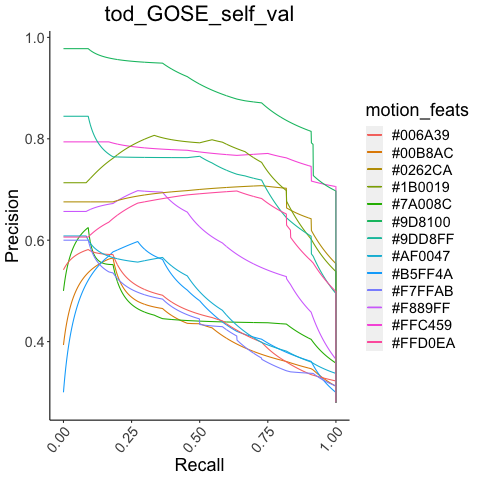 tod_GOSE_self_val
1.0
0.8
0.6
0.4
Precision
0.00
0.25
0.50
0.75
1.00
Recall
motion_feats
#006A39
#00B8AC
#0262CA
#1B0019
#7A008C
#9D8100
#9DD8FF
#AF0047
#B5FF4A
#F7FFAB
#F889FF
#FFC459
#FFD0EA